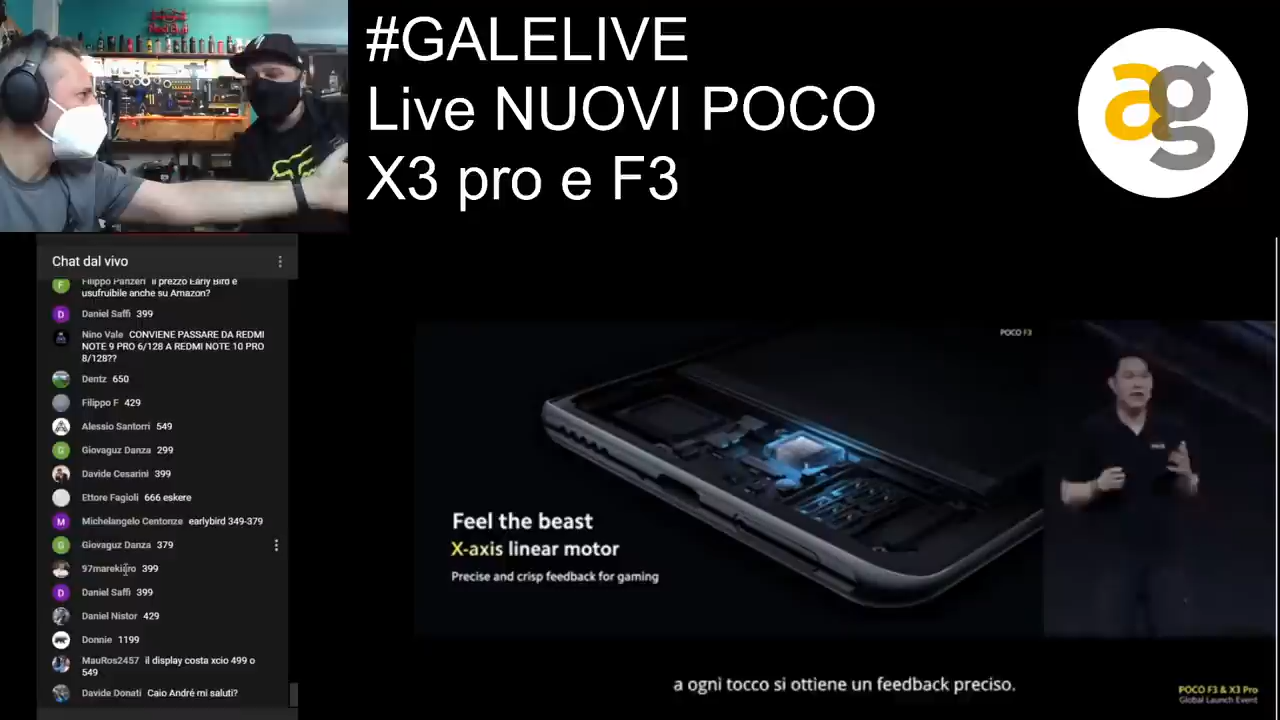 #GALELIVE
Live NUOVI POCO
X3 pro e F3
ag
Chat dal vivo
Filippo Panzeri il prezzo Early Bird è
usufruibile anche su Amazon?
Daniel Saffi 399
Nino Vale CONVIENE PASSARE DA REDMI
NOTE 9 PRO 6/128 A REDMI NOTE 10 PRO
8/128??
Dentz 650
Filippo F 429
Alessio Santorri 549
Giovaguz Danza 299
Davide Cesarini 399
Ettore Fagioli 666 eskere
Michelangelo Centonze earlybird 349-379
Giovaguz Danza 379
399
Daniel Saffi 399
Daniel Nistor 429
Donnie 1199
MauRos2457 il display costa xcio 499 o
549
Davide Donati Caio André mi saluti?
POCO F3
Feel the beast
X-axis linear motor
Precise and crisp feedback for gaming
a ogni tocco si ottiene un feedback preciso.
POCO F3 & X3 Pro
Global Launch Event